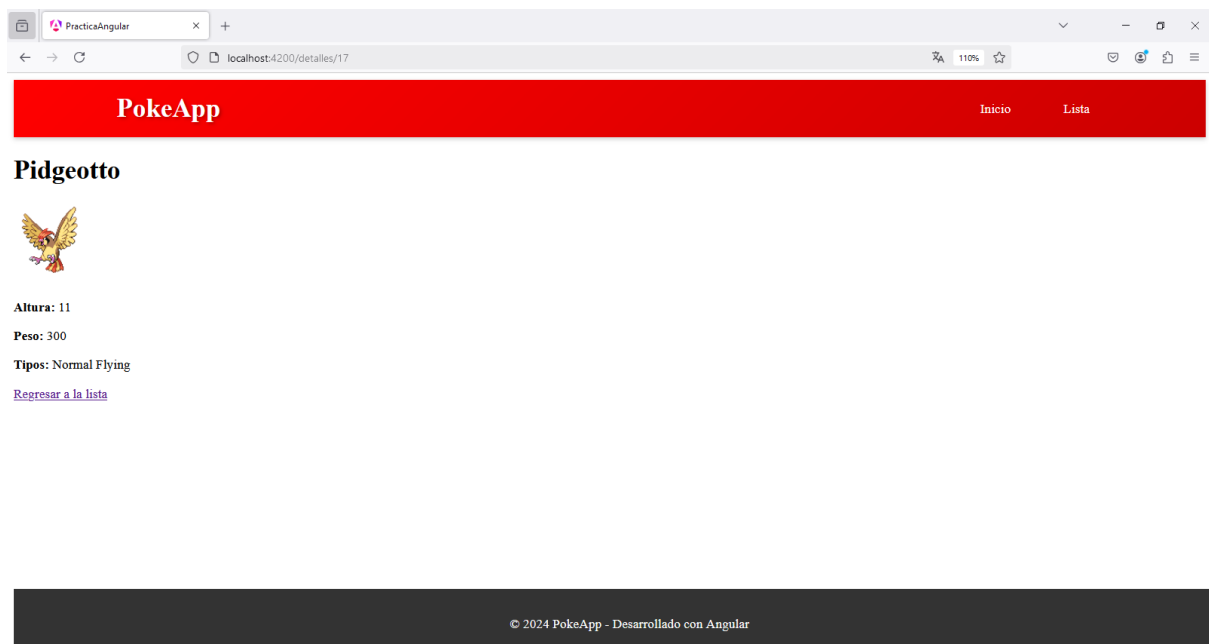 PracticaAngular
localhost:4200/detalles/17
110%
PokeApp
Inicio
Lista
Pidgeotto
Altura: 11
Peso: 300
Tipos: Normal Flying
Regresar a la lista
© 2024 PokeApp - Desarrollado con Angular